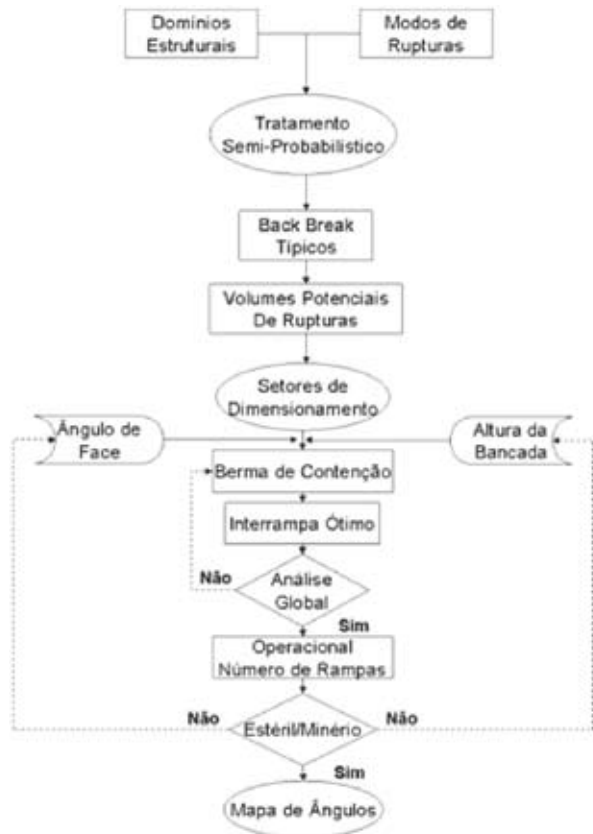 Domínios
Estruturais
Modos de
Rupturas
Tratamento
Semi-Probabilístico
Back Break
Típicos
Volumes Potenciais
De Rupturas
Setores de
Dimensionamento
Ângulo de
Face
Altura da
Bancada
Berma de Contenção
Interrampa Ótimo
Não
Análise
Global
Sim
Operacional
Número de Rampas
Não
Estéril/Minério
Não
Sim
Mapa de Ângulos